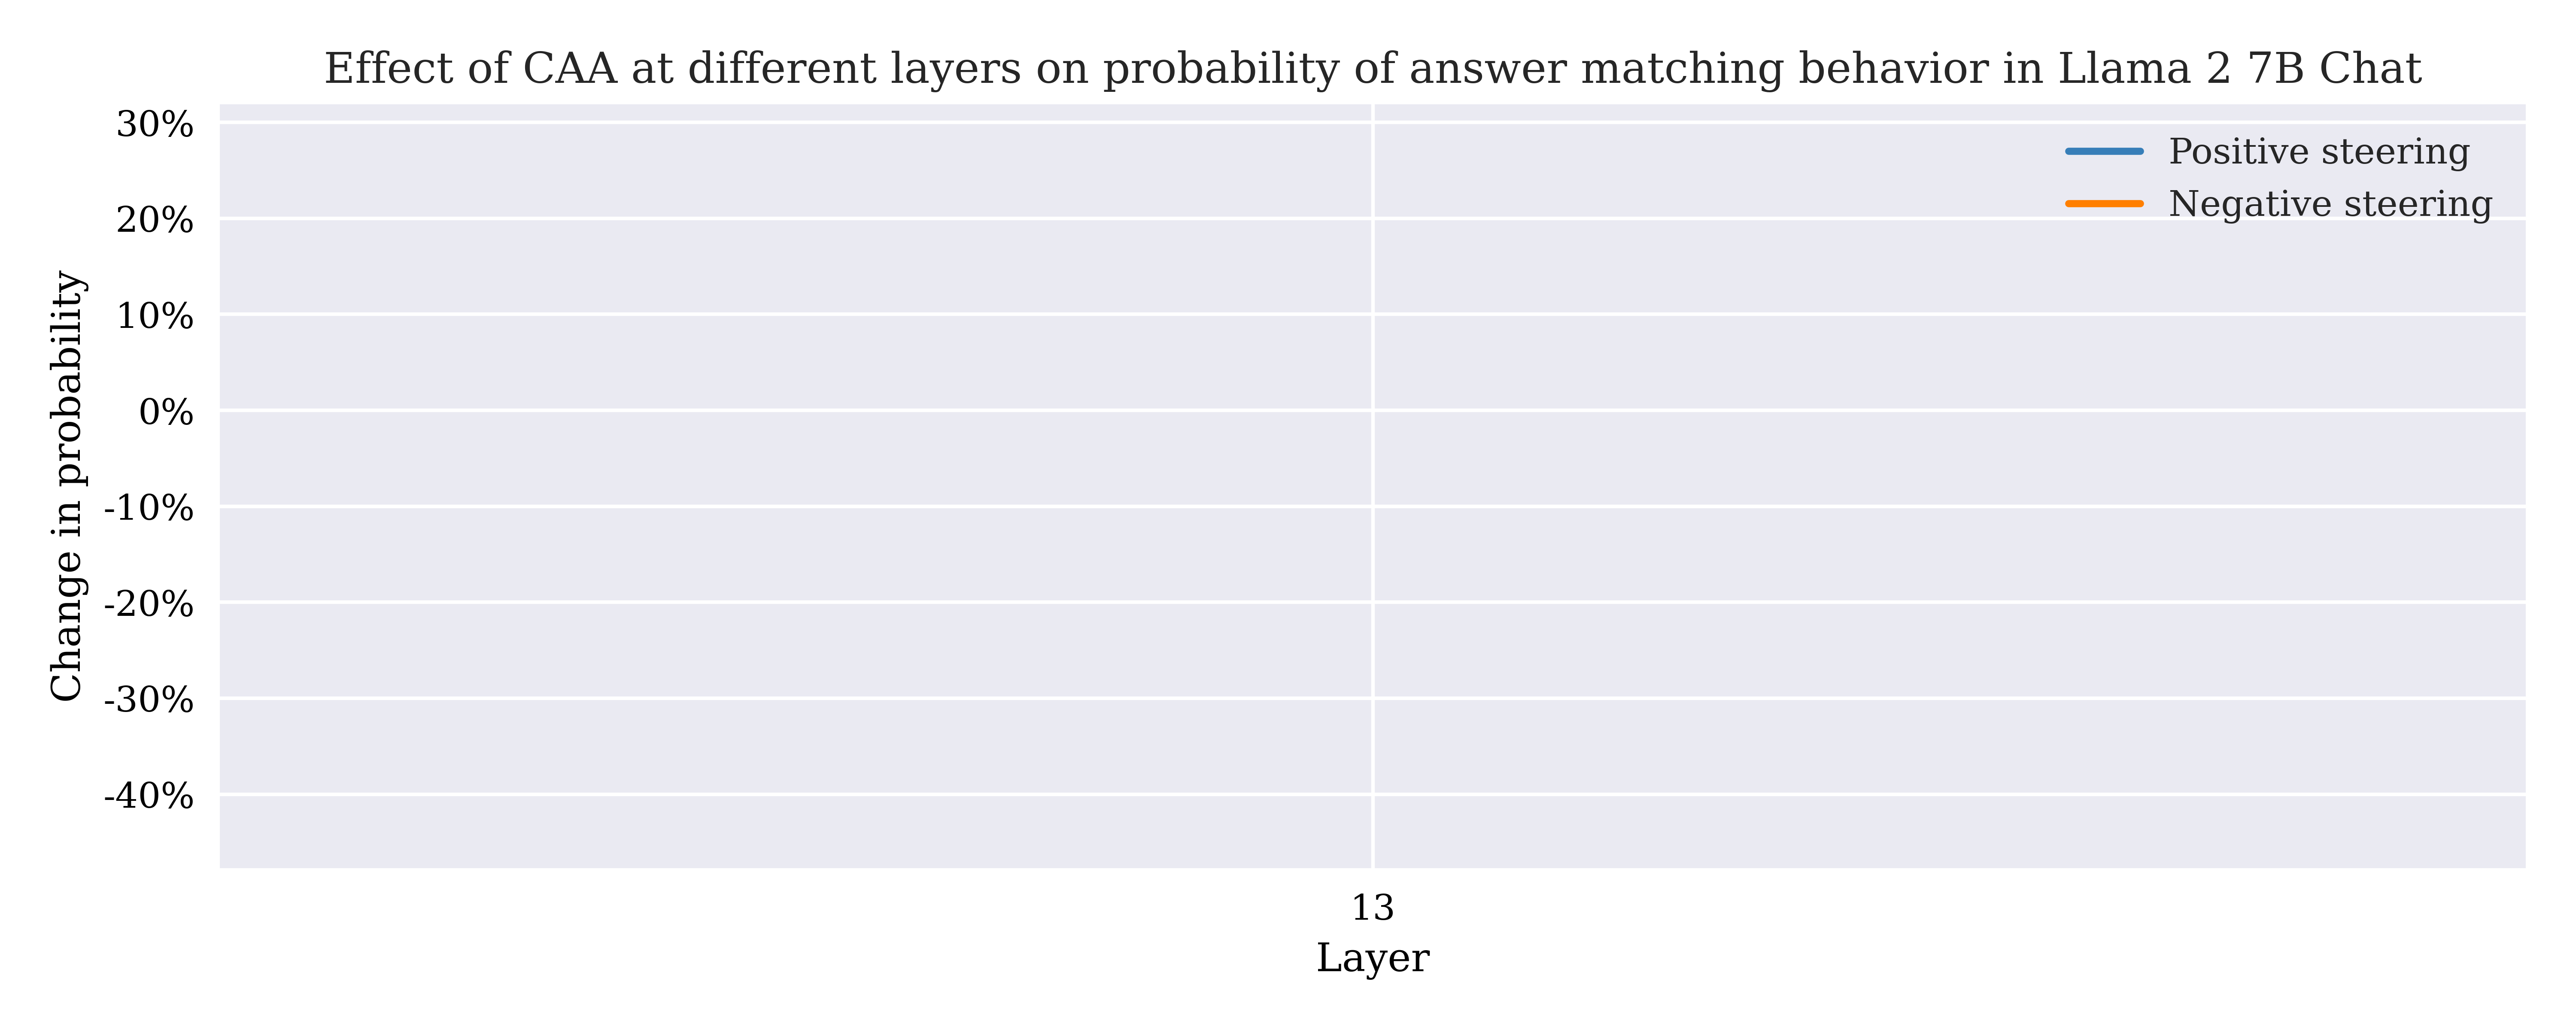 Effect of CAA at different layers on probability of answer matching behavior in Llama 2 7B Chat
30%
20%
10%
0%
-10%
-20%
-30%
-40%
Change in probability
Positive steering
Negative steering
13
Layer